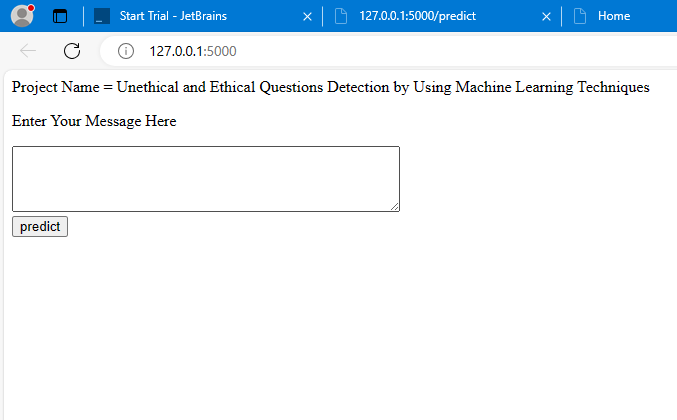 Start Trial - JetBrains
127.0.0.1:5000/predict
Home
127.0.0.1:5000
Project Name = Unethical and Ethical Questions Detection by Using Machine Learning Techniques
Enter Your Message Here
predict